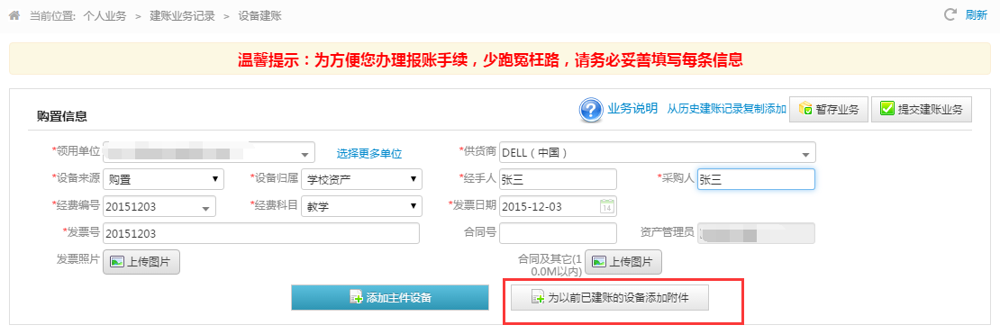 当前位置: 个人业务 > 建账业务记录 > 设备建账 刷新
温馨提示：为方便您办理报账手续，少跑冤枉路，请务必妥善填写每条信息
购置信息 业务说明 从历史建账记录复制添加 暂存业务 提交建账业务
*领用单位 选择更多单位 *供货商 DELL（中国）
*设备来源 购置 *设备归属 学校资产 *经手人 张三 *采购人 张三
*经费编号 20151203 *经费科目 教学 *发票日期 2015-12-03 14
*发票号 20151203 合同号 资产管理员
发票照片 上传图片 合同及其它(1
0.0M以内) 上传图片
添加主件设备 为以前已建账的设备添加附件